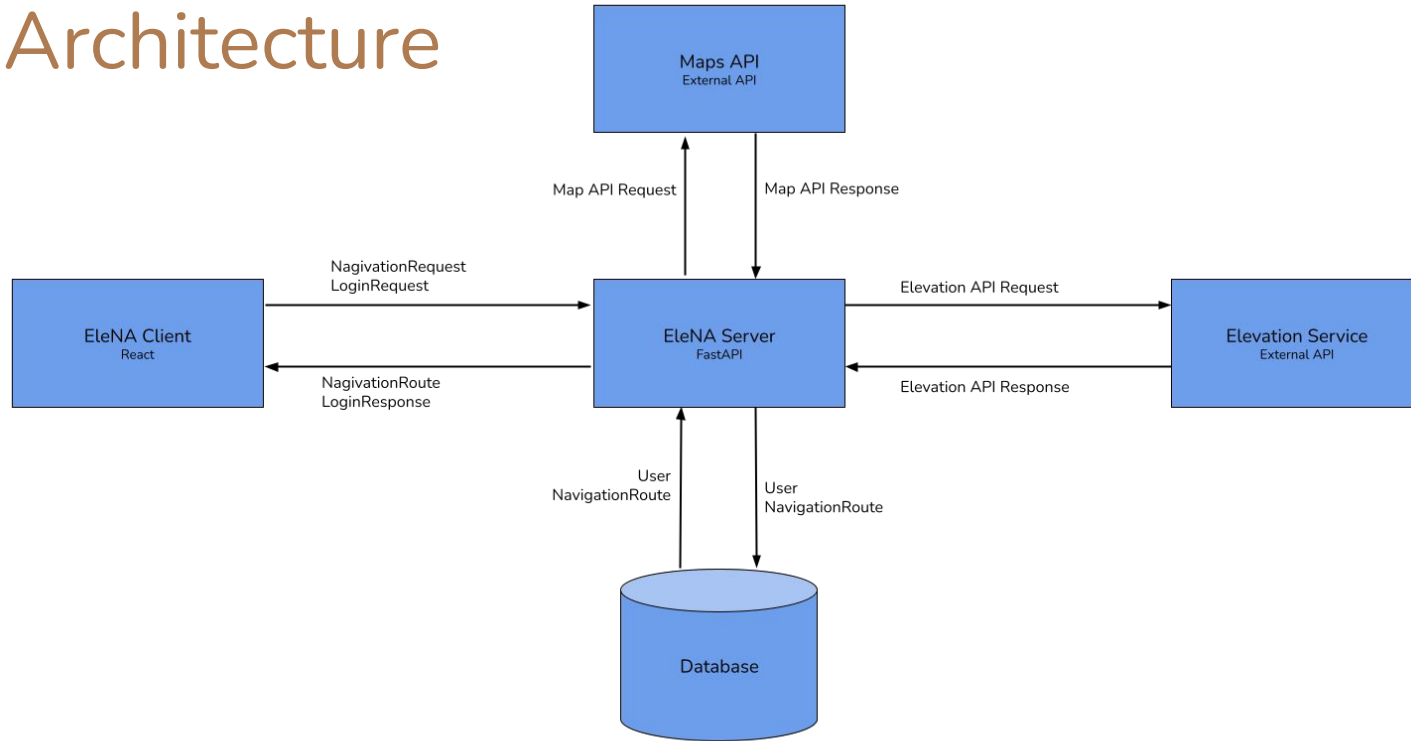 Architecture
Maps API
External API
Map API Request
Map API Response
NagivationRequest
LoginRequest
Elevation API Request
EleNA Client
React
EleNA Server
FastAPI
Elevation Service
External API
NagivationRoute
LoginResponse
Elevation API Response
User
NavigationRoute
User
NavigationRoute
Database